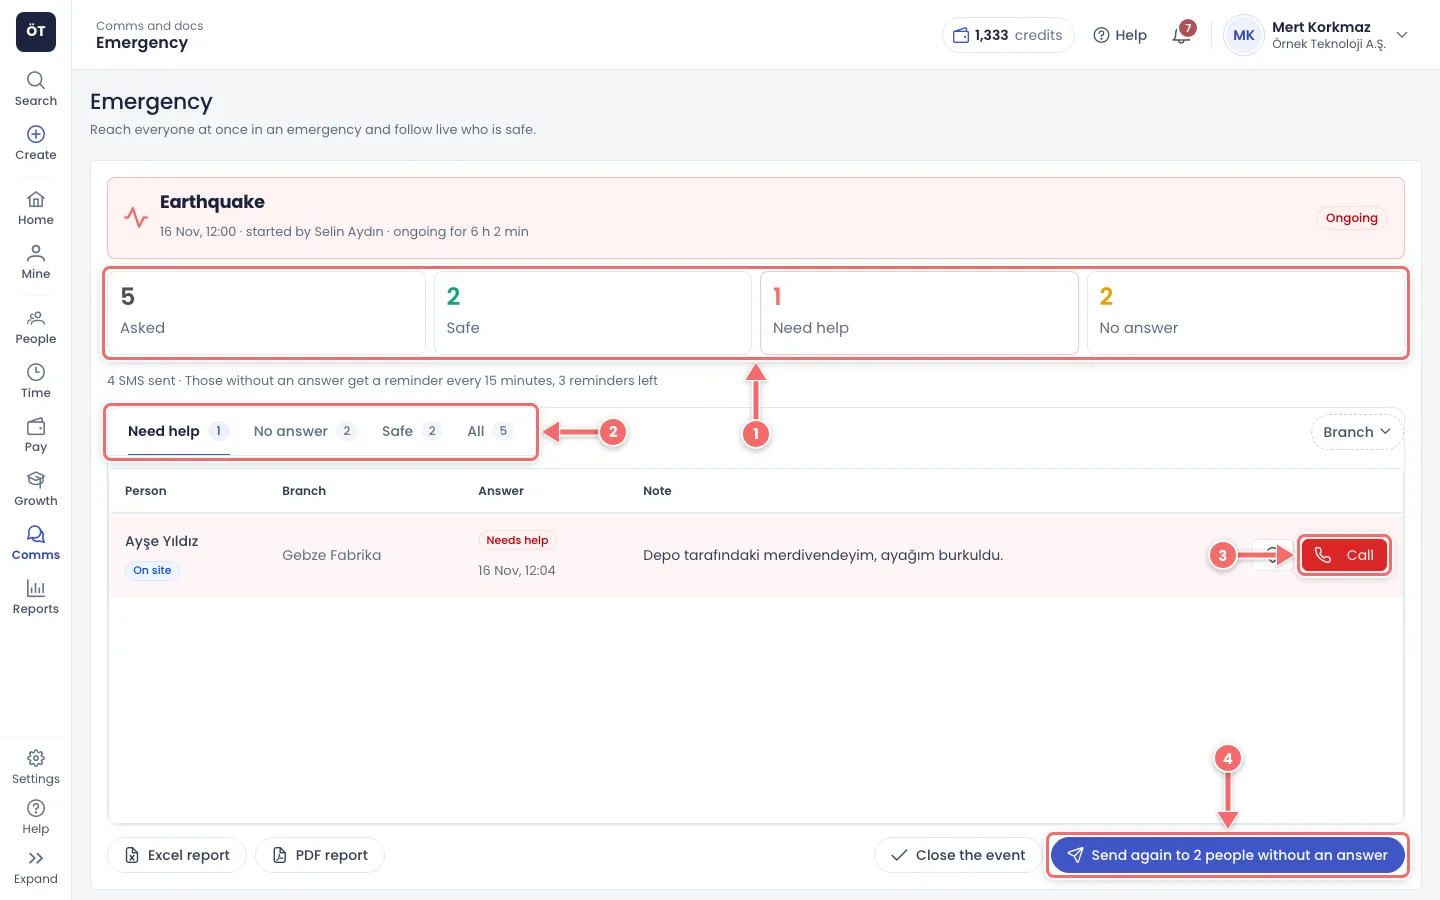 ÖT
Comms and docs
Emergency
1,333 credits
Help
7
MK
Mert Korkmaz
Örnek Teknoloji A.Ş.
Search
Create
Home
Mine
People
Time
Pay
Growth
Comms
Reports
Settings
Help
Expand
Emergency
Reach everyone at once in an emergency and follow live who is safe.
Earthquake
16 Nov, 12:00 · started by Selin Aydın · ongoing for 6 h 2 min
Ongoing
5
Asked
2
Safe
1
Need help
2
No answer
4 SMS sent · Those without an answer get a reminder every 15 minutes, 3 reminders left
1
Need help 1
No answer 2
Safe 2
All 5
2
Branch
Person
Branch
Answer
Note
Ayşe Yıldız
On site
Gebze Fabrika
Needs help
16 Nov, 12:04
Depo tarafındaki merdivendeyim, ayağım burkuldu.
3
Call
4
Excel report
PDF report
Close the event
Send again to 2 people without an answer